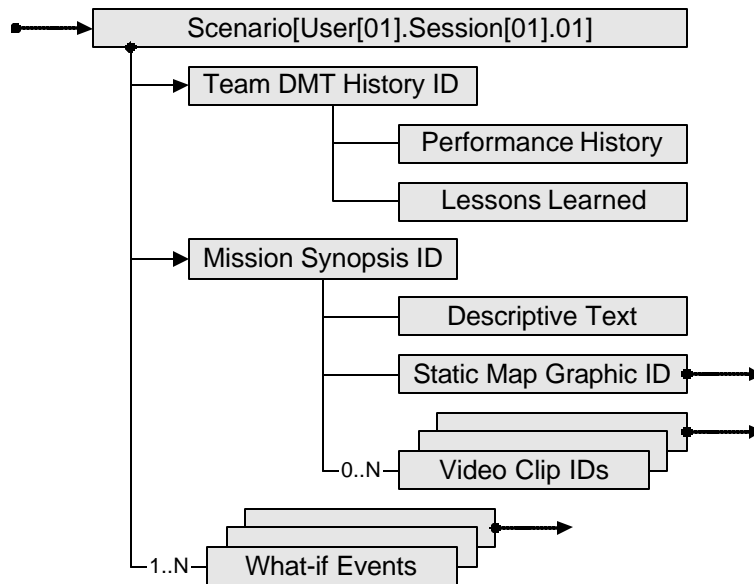 Scenario[User[01].Session[01].01]
Team DMT History ID
Performance History
Lessons Learned
Mission Synopsis ID
Descriptive Text
Static Map Graphic ID
0..N
Video Clip IDs
1..N
What-if Events